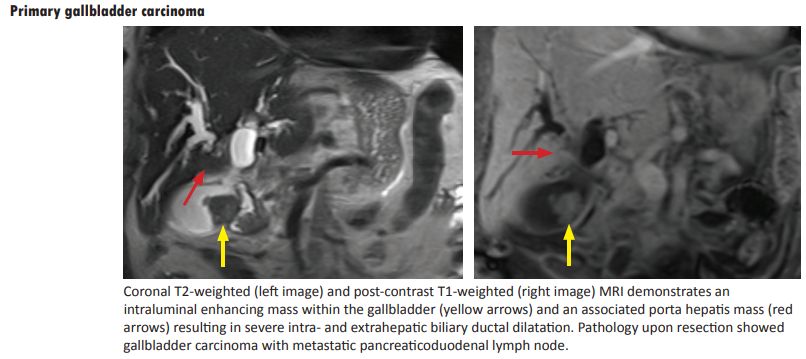 Primary gallbladder carcinoma
Coronal T2-weighted (left image) and post-contrast T1-weighted (right image) MRI demonstrates an
intraluminal enhancing mass within the gallbladder (yellow arrows) and an associated porta hepatis mass (red
arrows) resulting in severe intra- and extrahepatic biliary ductal dilatation. Pathology upon resection showed
gallbladder carcinoma with metastatic pancreaticoduodenal lymph node.